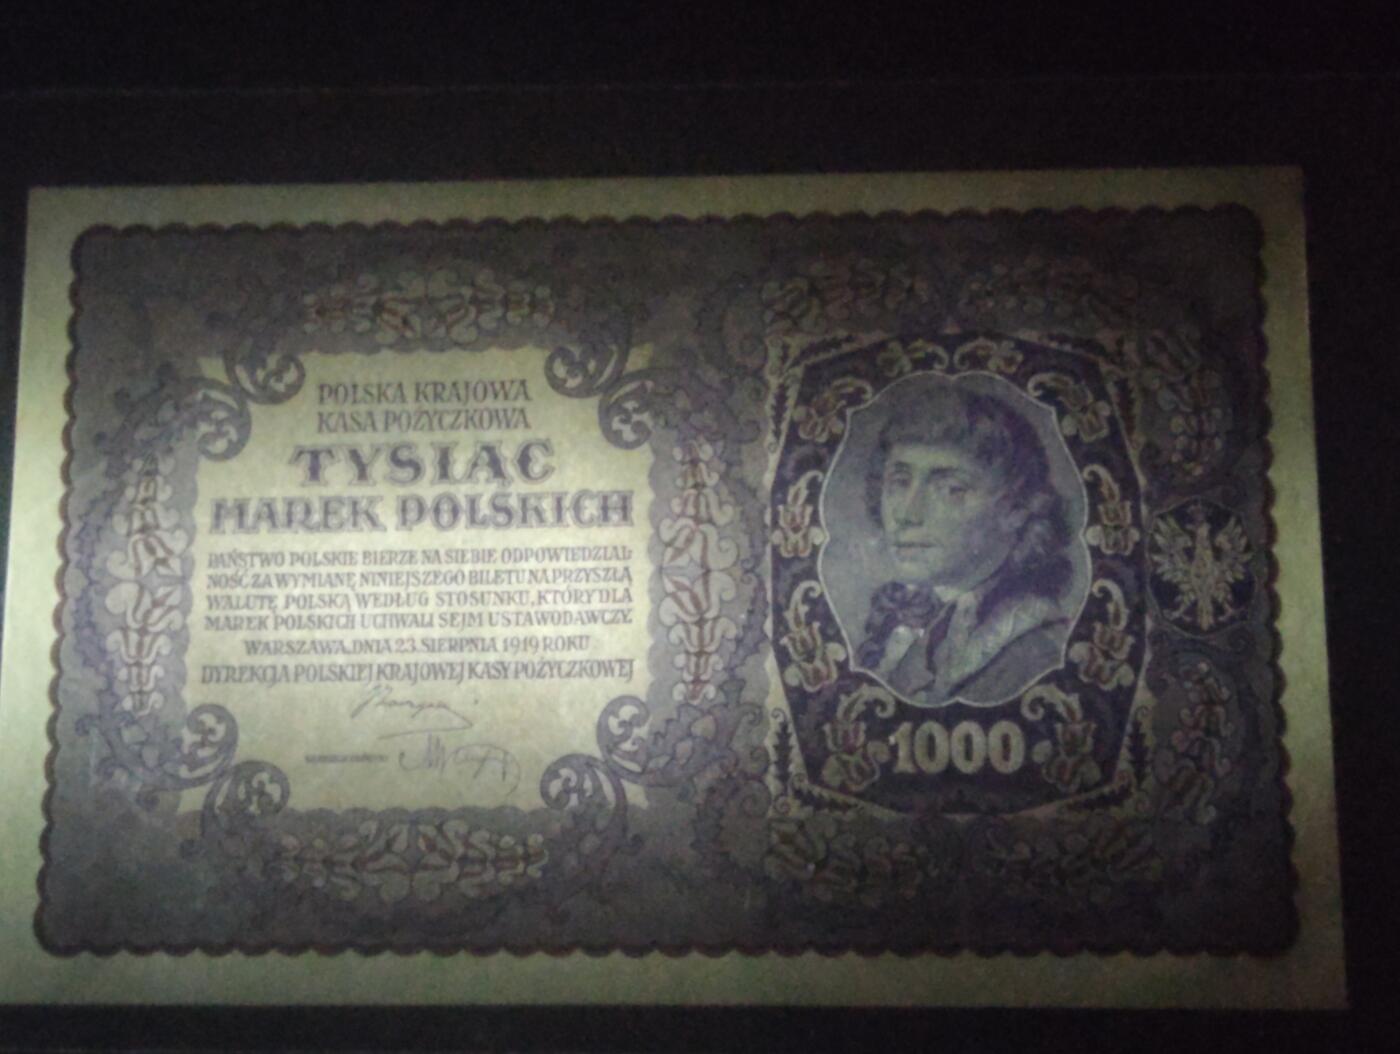 POLSKA KRAJOWA
KASA POŻYCZKOWA
TYSIĄC
MAREK POLSKICH
PAŃSTWO POLSKIE BIERZE NA SIEBIE ODPOWIEDZIAL-
NOŚĆ ZA WYMIANĘ NINIEJSZEGO BILETU NA PRZYSZŁĄ
WALUTĘ POLSKĄ WEDŁUG STOSUNKU, KTÓRY DLA
MAREK POLSKICH UCHWALI SEJM USTAWODAWCZY.
WARSZAWA, DNIA 23. SIERPNIA 1919 ROKU
DYREKCJA POLSKIEJ KRAJOWEJ KASY POŻYCZKOWEJ
1000